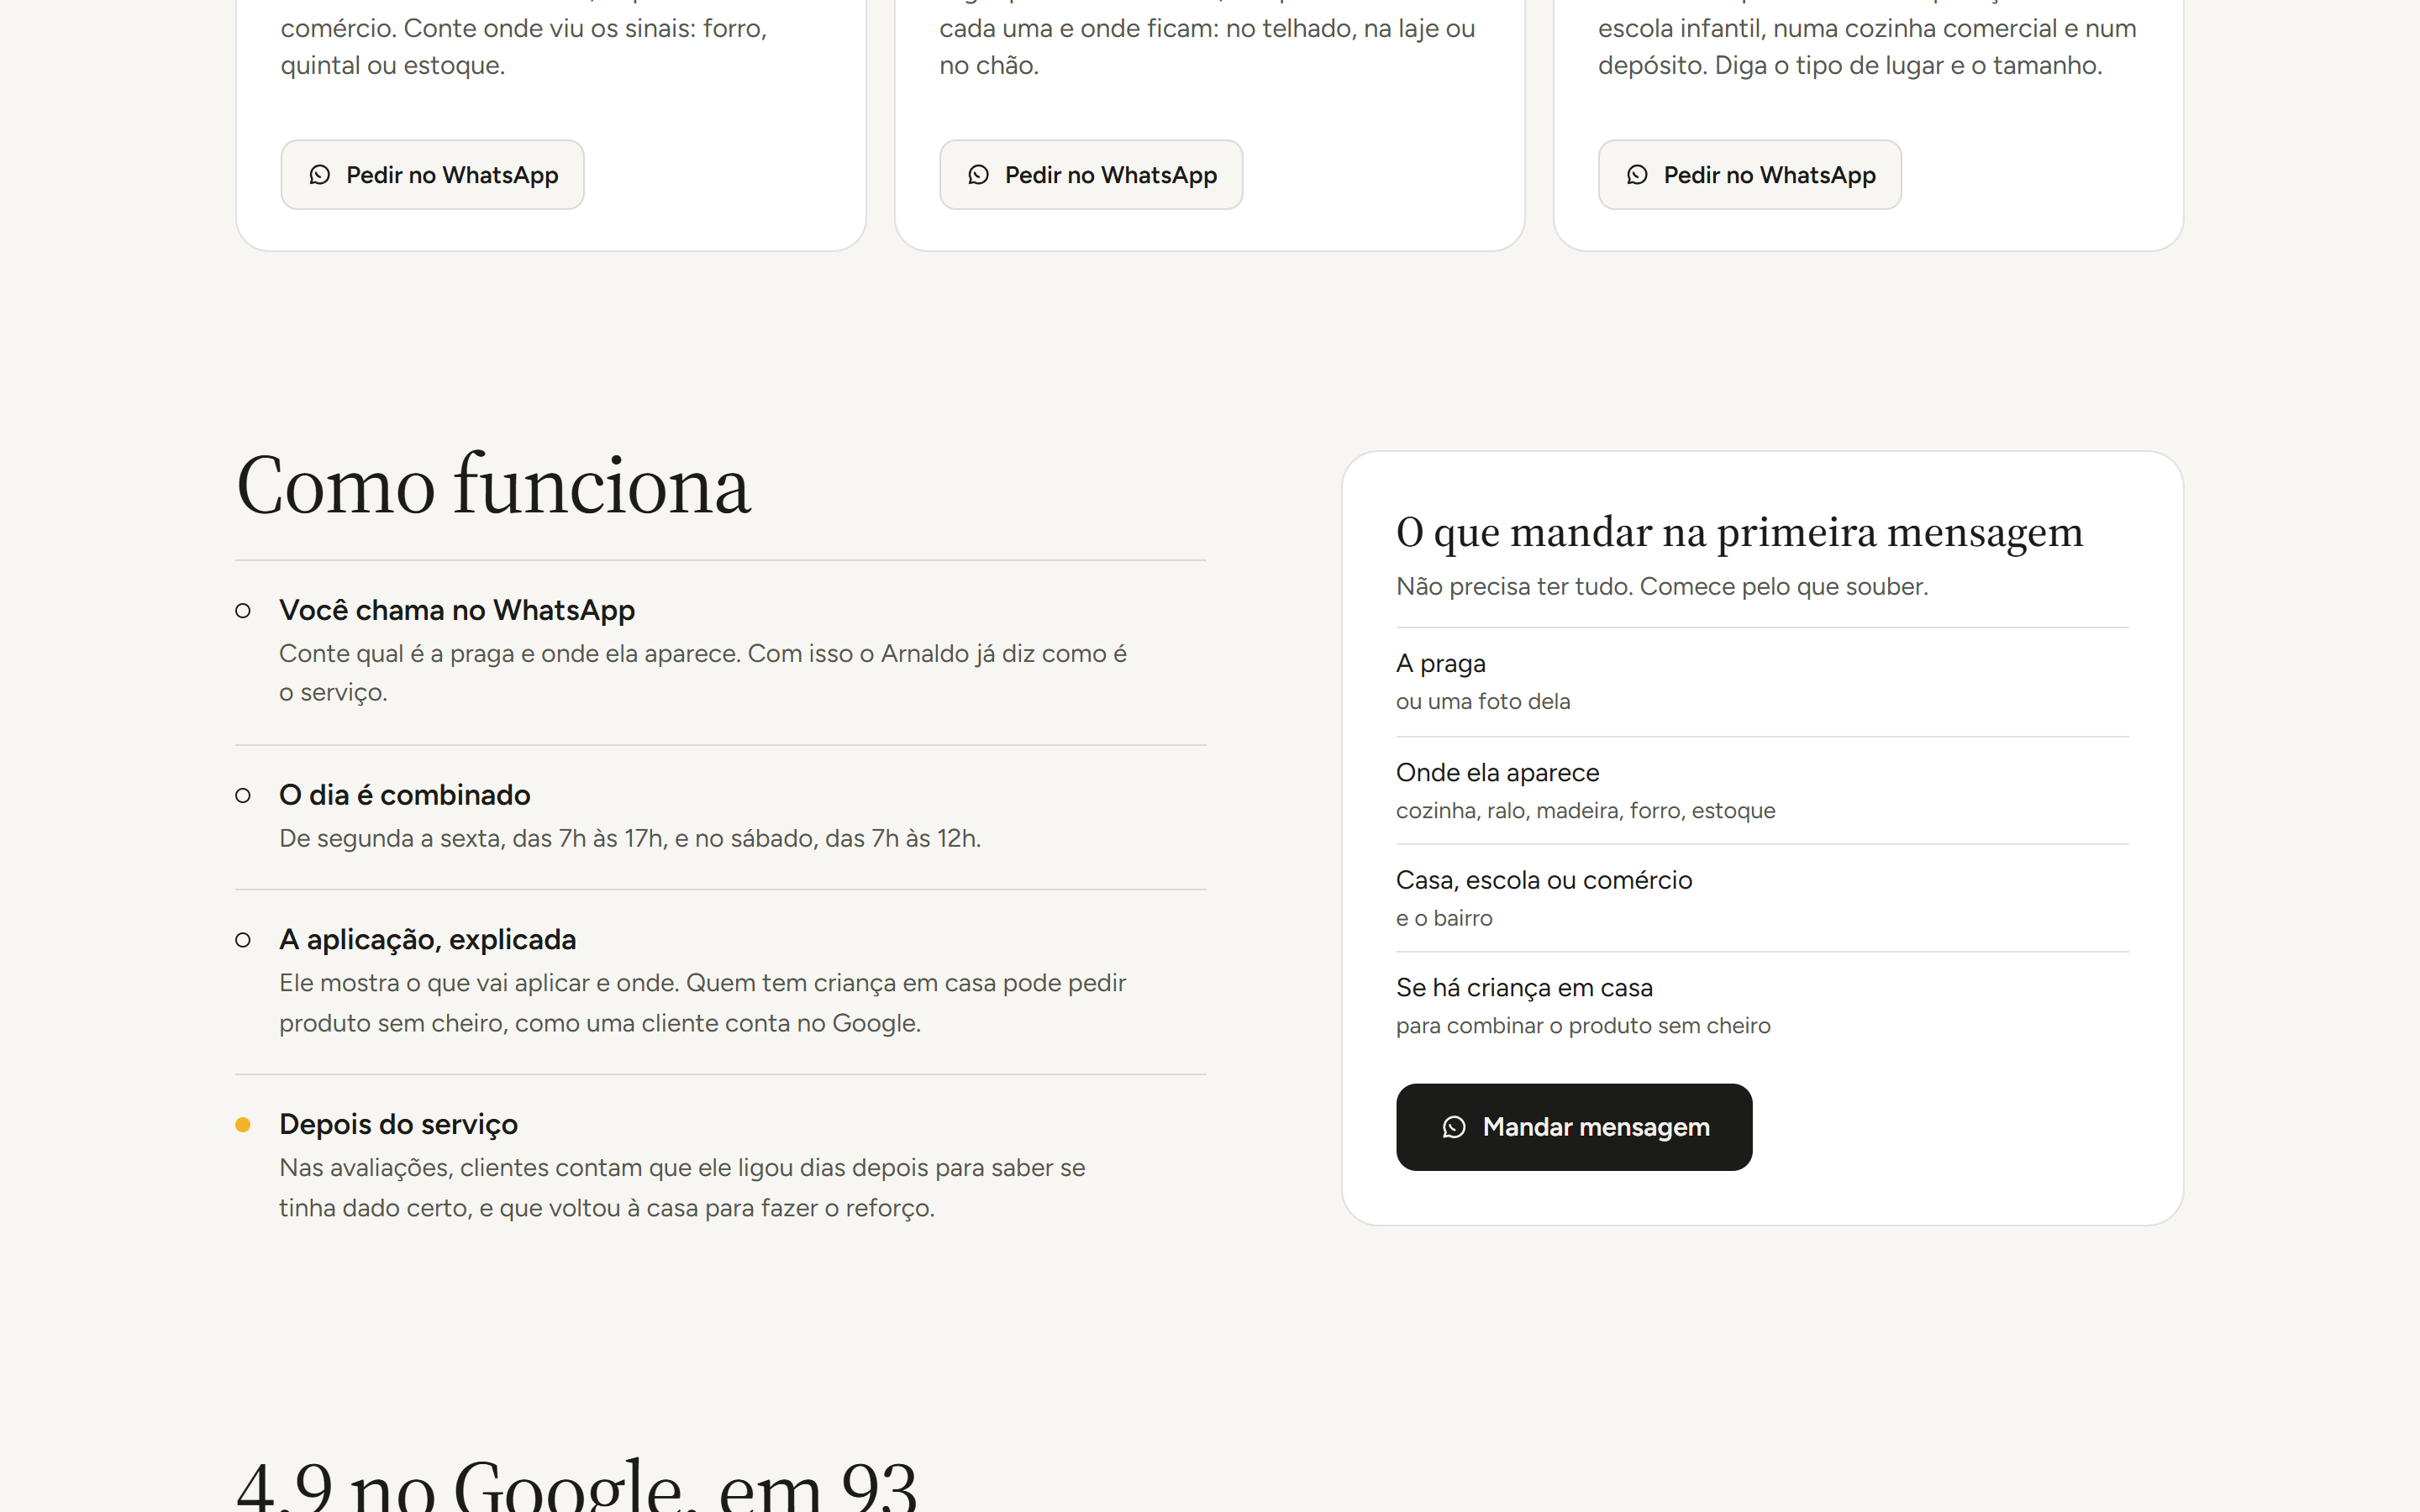 comércio. Conte onde viu os sinais: forro,
quintal ou estoque.
Pedir no WhatsApp
cada uma e onde ficam: no telhado, na laje ou
no chão.
Pedir no WhatsApp
escola infantil, numa cozinha comercial e num
depósito. Diga o tipo de lugar e o tamanho.
Pedir no WhatsApp
Como funciona
Você chama no WhatsApp
Conte qual é a praga e onde ela aparece. Com isso o Arnaldo já diz como é
o serviço.
O dia é combinado
De segunda a sexta, das 7h às 17h, e no sábado, das 7h às 12h.
A aplicação, explicada
Ele mostra o que vai aplicar e onde. Quem tem criança em casa pode pedir
produto sem cheiro, como uma cliente conta no Google.
Depois do serviço
Nas avaliações, clientes contam que ele ligou dias depois para saber se
tinha dado certo, e que voltou à casa para fazer o reforço.
O que mandar na primeira mensagem
Não precisa ter tudo. Comece pelo que souber.
A praga
ou uma foto dela
Onde ela aparece
cozinha, ralo, madeira, forro, estoque
Casa, escola ou comércio
e o bairro
Se há criança em casa
para combinar o produto sem cheiro
Mandar mensagem
4,9 no Google, em 93